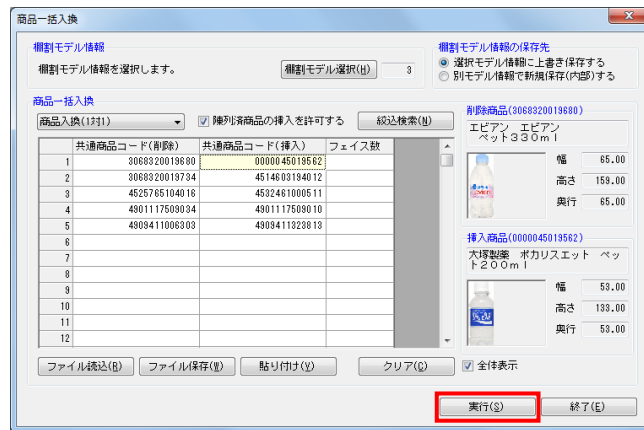 商品一括入換
棚割モデル情報
棚割モデル情報を選択します。
棚割モデル選択(H)
3
棚割モデル情報の保存先
選択モデル情報に上書き保存する
別モデル情報で新規保存(内部)する
商品一括入換
商品入換(1対1)
陳列済商品の挿入を許可する
絞込検索(N)
共通商品コード(削除) 共通商品コード(挿入) フェイス数
1 3068320019680 0000045019562
2 3068320019734 4514603194012
3 4525765104016 4532461000511
4 4901117509034 4901117509010
5 4909411006303 4909411323813
6
7
8
9
10
11
12
削除商品(3068320019680)
エビアン エビアン
ペット330ml
幅 65.00
高さ 159.00
奥行 65.00
挿入商品(0000045019562)
大塚製薬 ポカリスエット ペッ
ト200ml
幅 53.00
高さ 133.00
奥行 53.00
ファイル読込(R) ファイル保存(W) 貼り付け(V) クリア(C)
全体表示
実行(S) 終了(E)